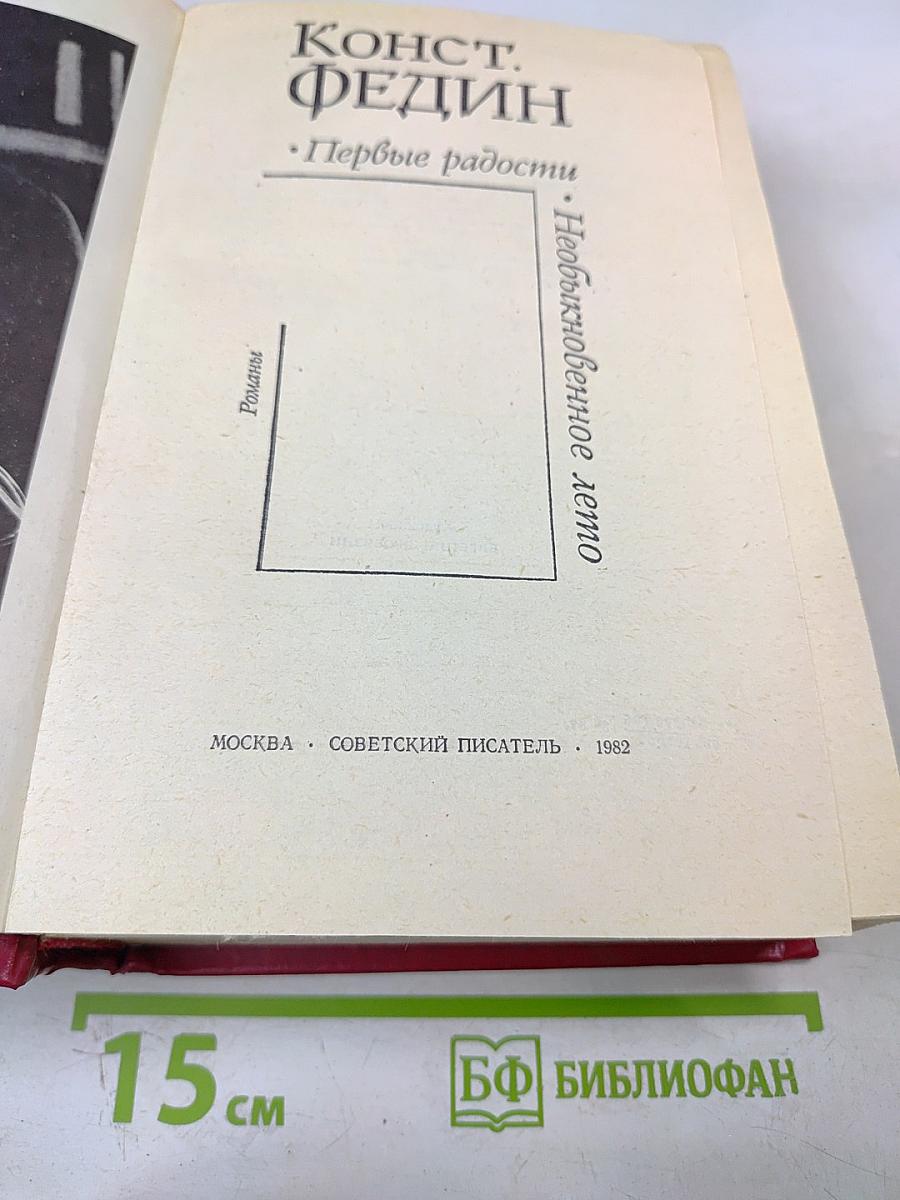 КОНСТ.
ФЕДИН
•Первые радости
•Необыкновенное лето
Романы
МОСКВА • СОВЕТСКИЙ ПИСАТЕЛЬ • 1982
15 см
БФ БИБЛИОФАН